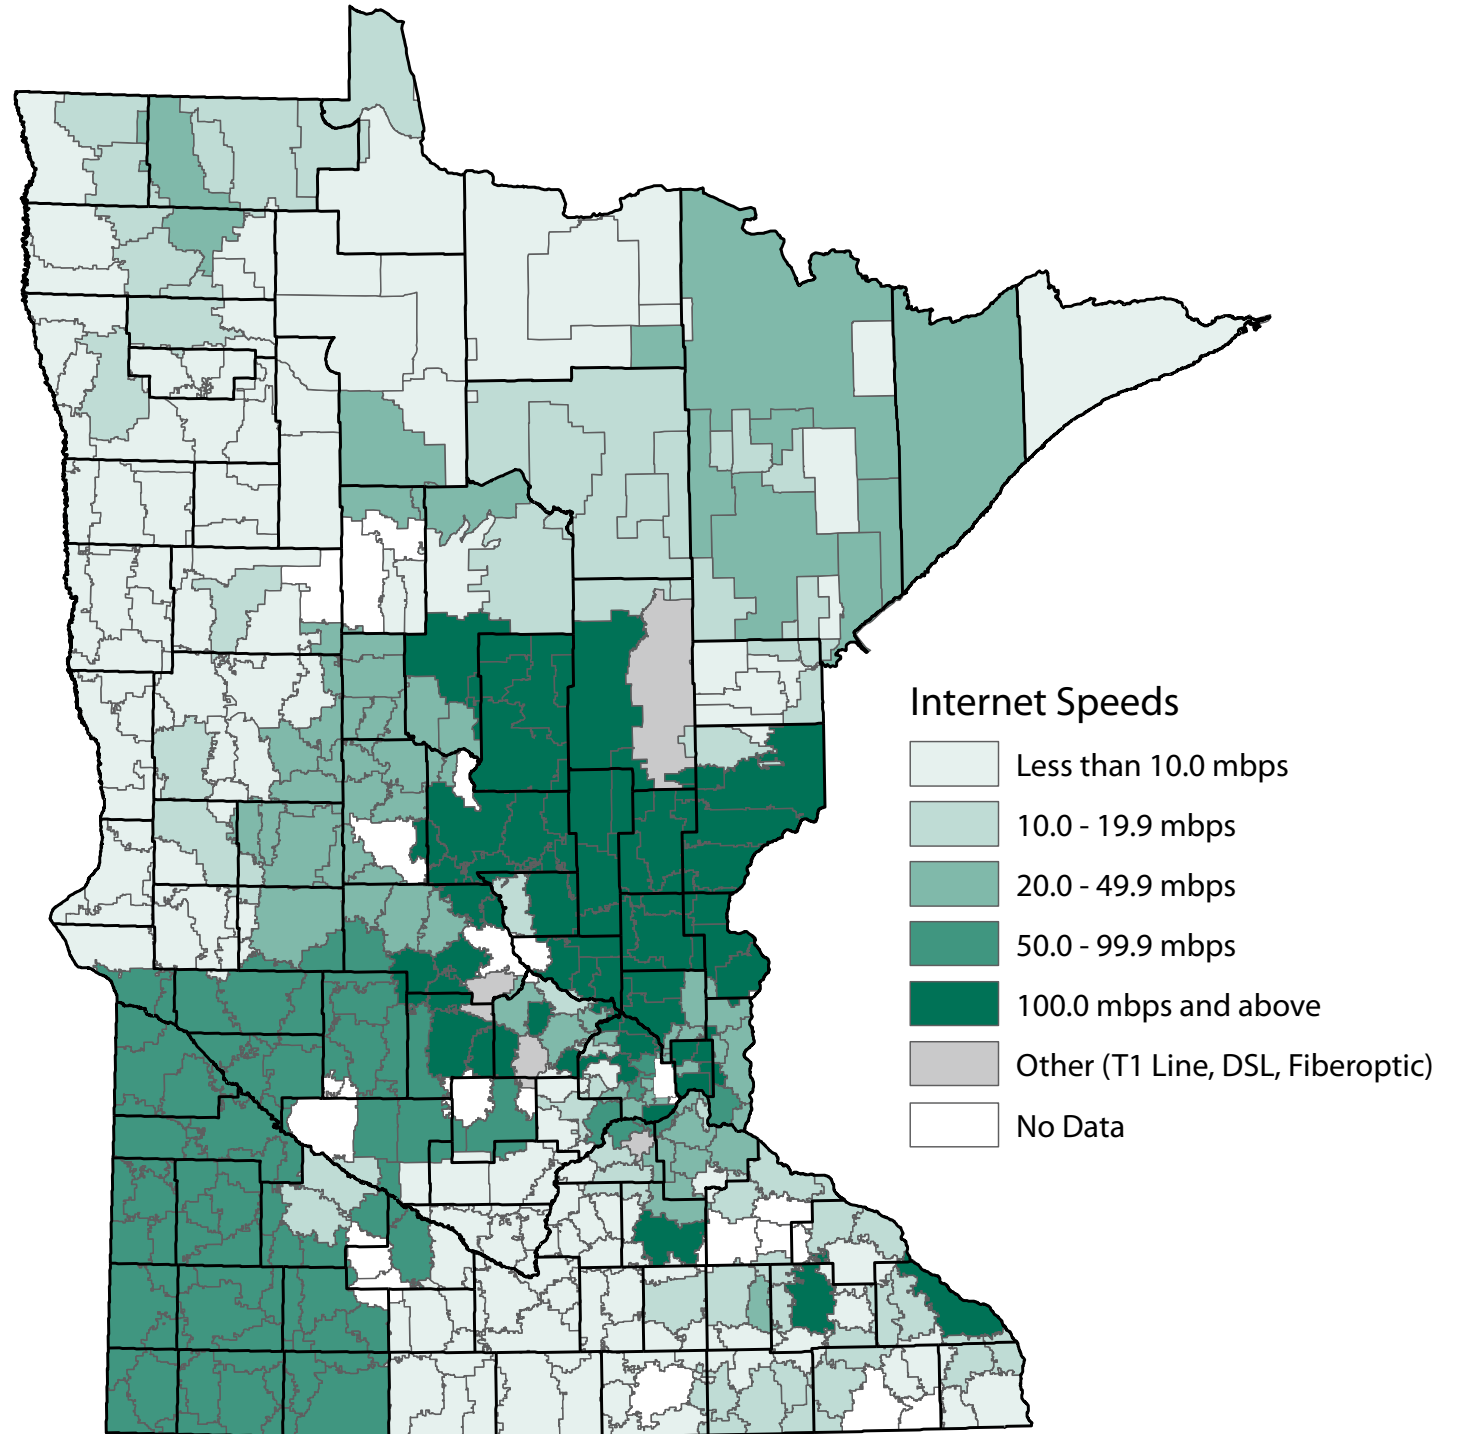 Internet Speeds
Less than 10.0 mbps
10.0 - 19.9 mbps
20.0 - 49.9 mbps
50.0 - 99.9 mbps
100.0 mbps and above
Other (T1 Line, DSL, Fiberoptic)
No Data